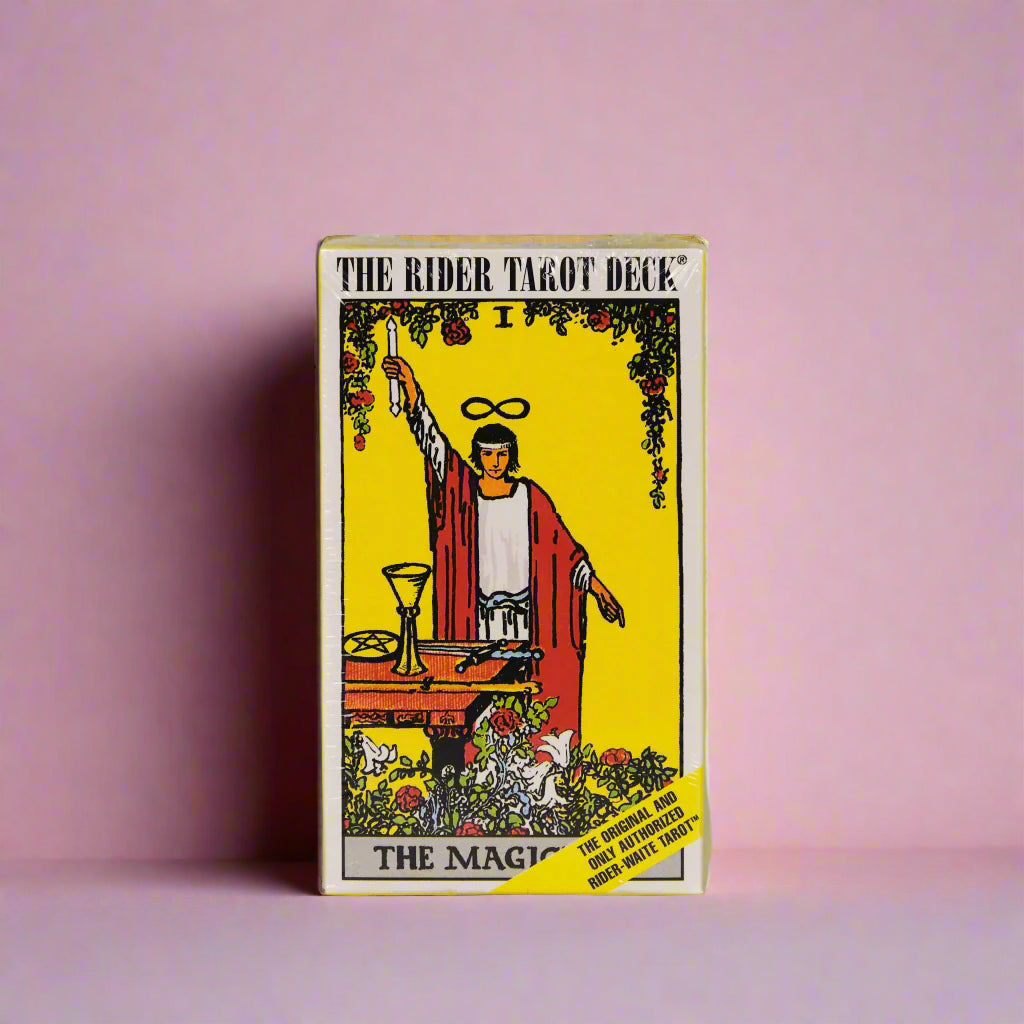 THE RIDER TAROT DECK®
I
THE MAGIC
THE ORIGINAL AND
ONLY AUTHORIZED
RIDER-WAITE TAROT™